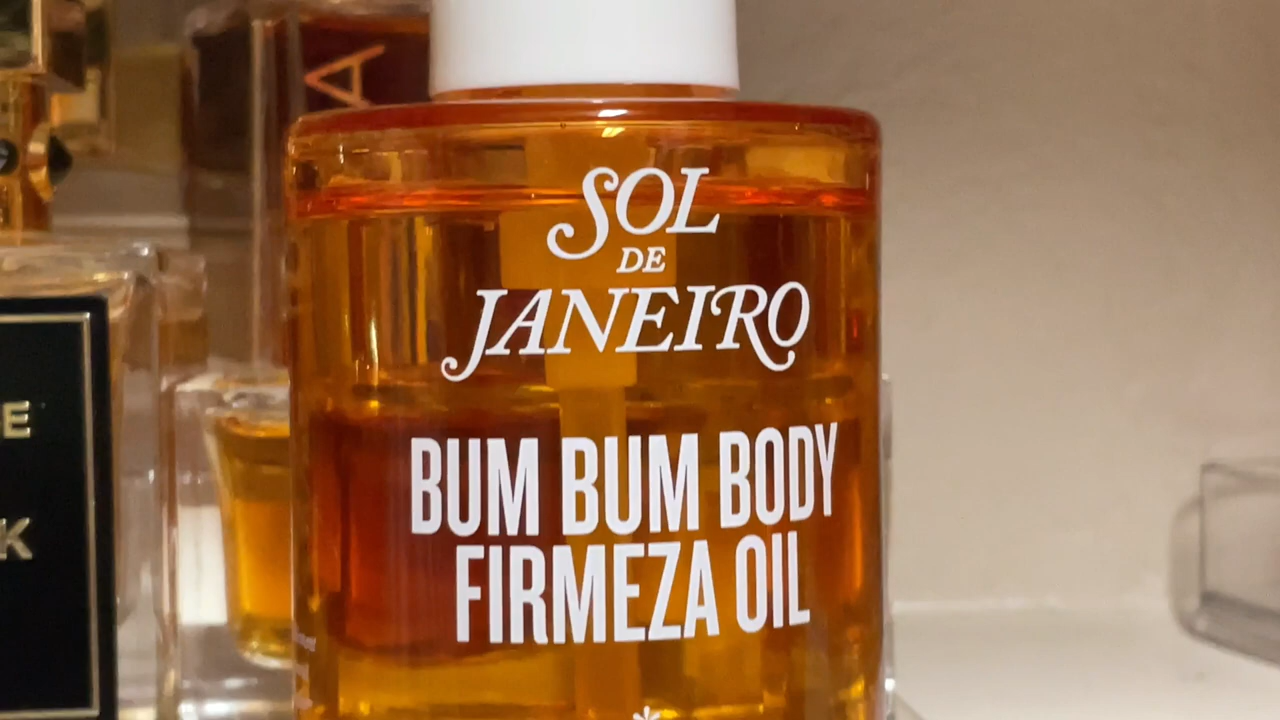 SOL
DE
JANEIRO
BUM BUM BODY
FIRMEZA OIL
A
E
K